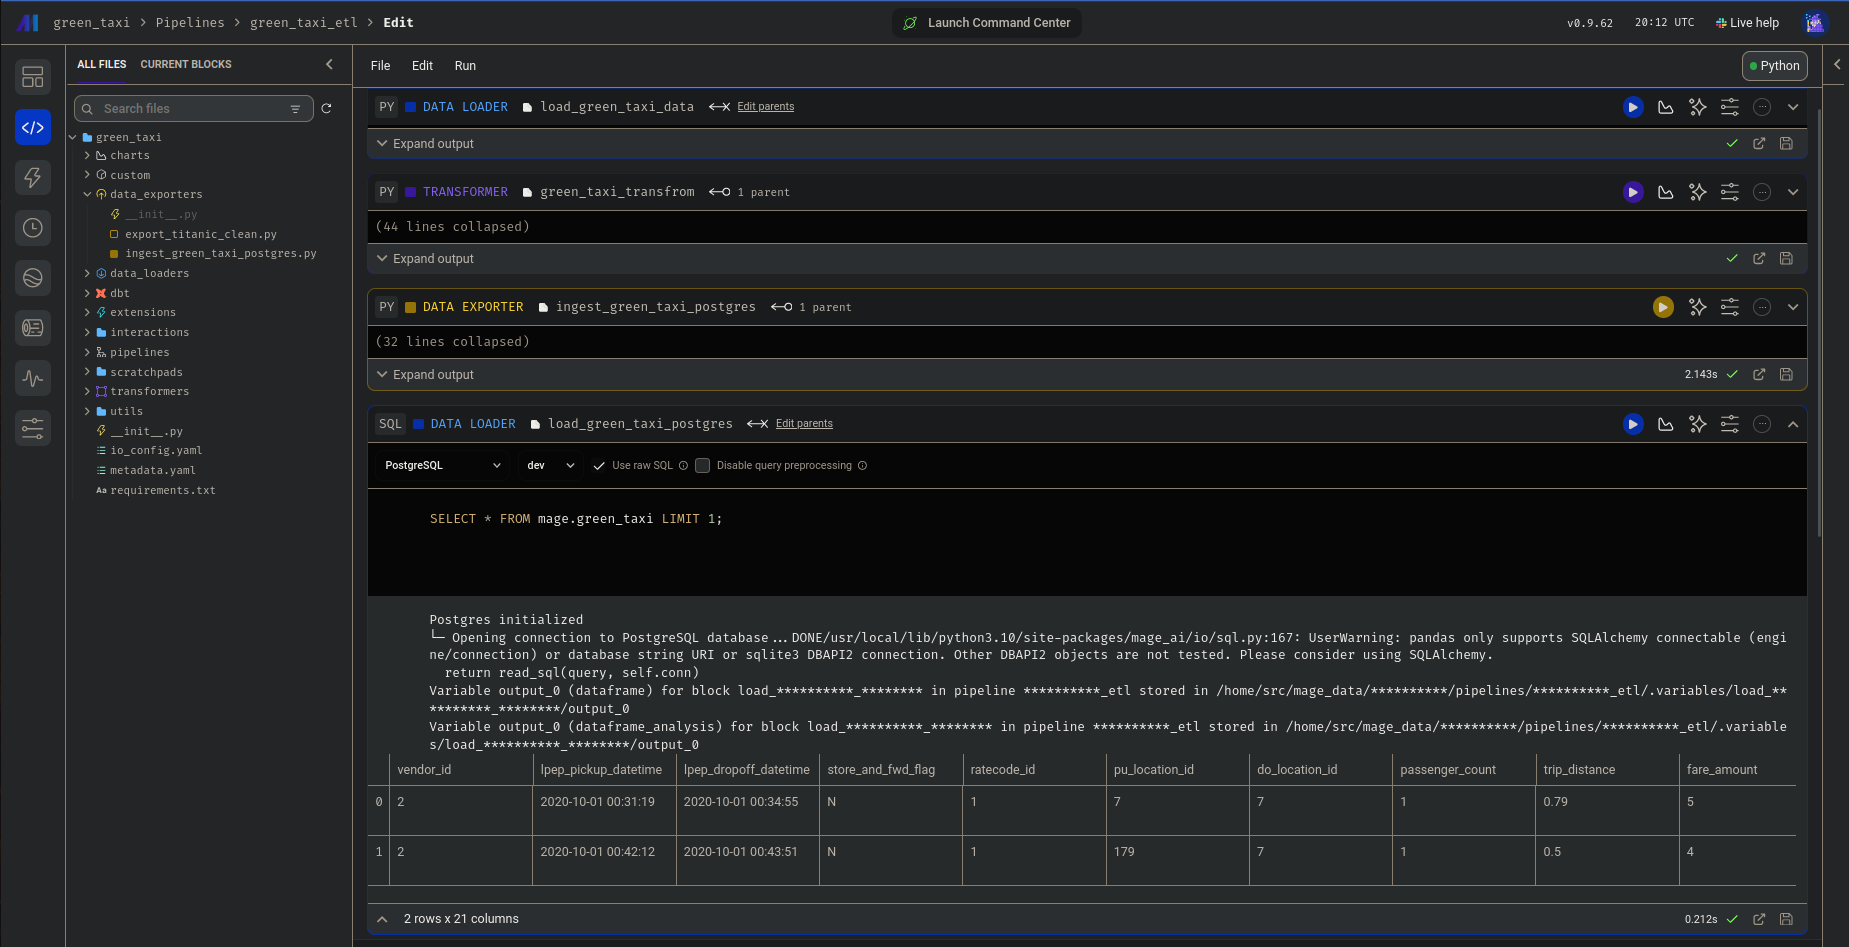 green_taxi > Pipelines > green_taxi_etl > Edit
Launch Command Center
v0.9.62
20:12 UTC
Live help
ALL FILES
CURRENT BLOCKS
Search files
green_taxi
charts
custom
data_exporters
__init__.py
export_titanic_clean.py
ingest_green_taxi_postgres.py
data_loaders
dbt
extensions
interactions
pipelines
scratchpads
transformers
utils
__init__.py
io_config.yaml
metadata.yaml
Aa requirements.txt
File Edit Run
Python
PY DATA LOADER load_green_taxi_data Edit parents
Expand output
PY TRANSFORMER green_taxi_transfrom 1 parent
(44 lines collapsed)
Expand output
PY DATA EXPORTER ingest_green_taxi_postgres 1 parent
(32 lines collapsed)
Expand output 2.143s
SQL DATA LOADER load_green_taxi_postgres Edit parents
PostgreSQL dev Use raw SQL Disable query preprocessing
SELECT * FROM mage.green_taxi LIMIT 1;
Postgres initialized
└─ Opening connection to PostgreSQL database...DONE/usr/local/lib/python3.10/site-packages/mage_ai/io/sql.py:167: UserWarning: pandas only supports SQLAlchemy connectable (engi
ne/connection) or database string URI or sqlite3 DBAPI2 connection. Other DBAPI2 objects are not tested. Please consider using SQLAlchemy.
return read_sql(query, self.conn)
Variable output_0 (dataframe) for block load_**********_******** in pipeline **********_etl stored in /home/src/mage_data/**********/pipelines/**********_etl/.variables/load_**
********_********/output_0
Variable output_0 (dataframe_analysis) for block load_**********_******** in pipeline **********_etl stored in /home/src/mage_data/**********/pipelines/**********_etl/.variable
s/load_**********_********/output_0
vendor_id lpep_pickup_datetime lpep_dropoff_datetime store_and_fwd_flag ratecode_id pu_location_id do_location_id passenger_count trip_distance fare_amount
0 2 2020-10-01 00:31:19 2020-10-01 00:34:55 N 1 7 7 1 0.79 5
1 2 2020-10-01 00:42:12 2020-10-01 00:43:51 N 1 179 7 1 0.5 4
2 rows x 21 columns 0.212s